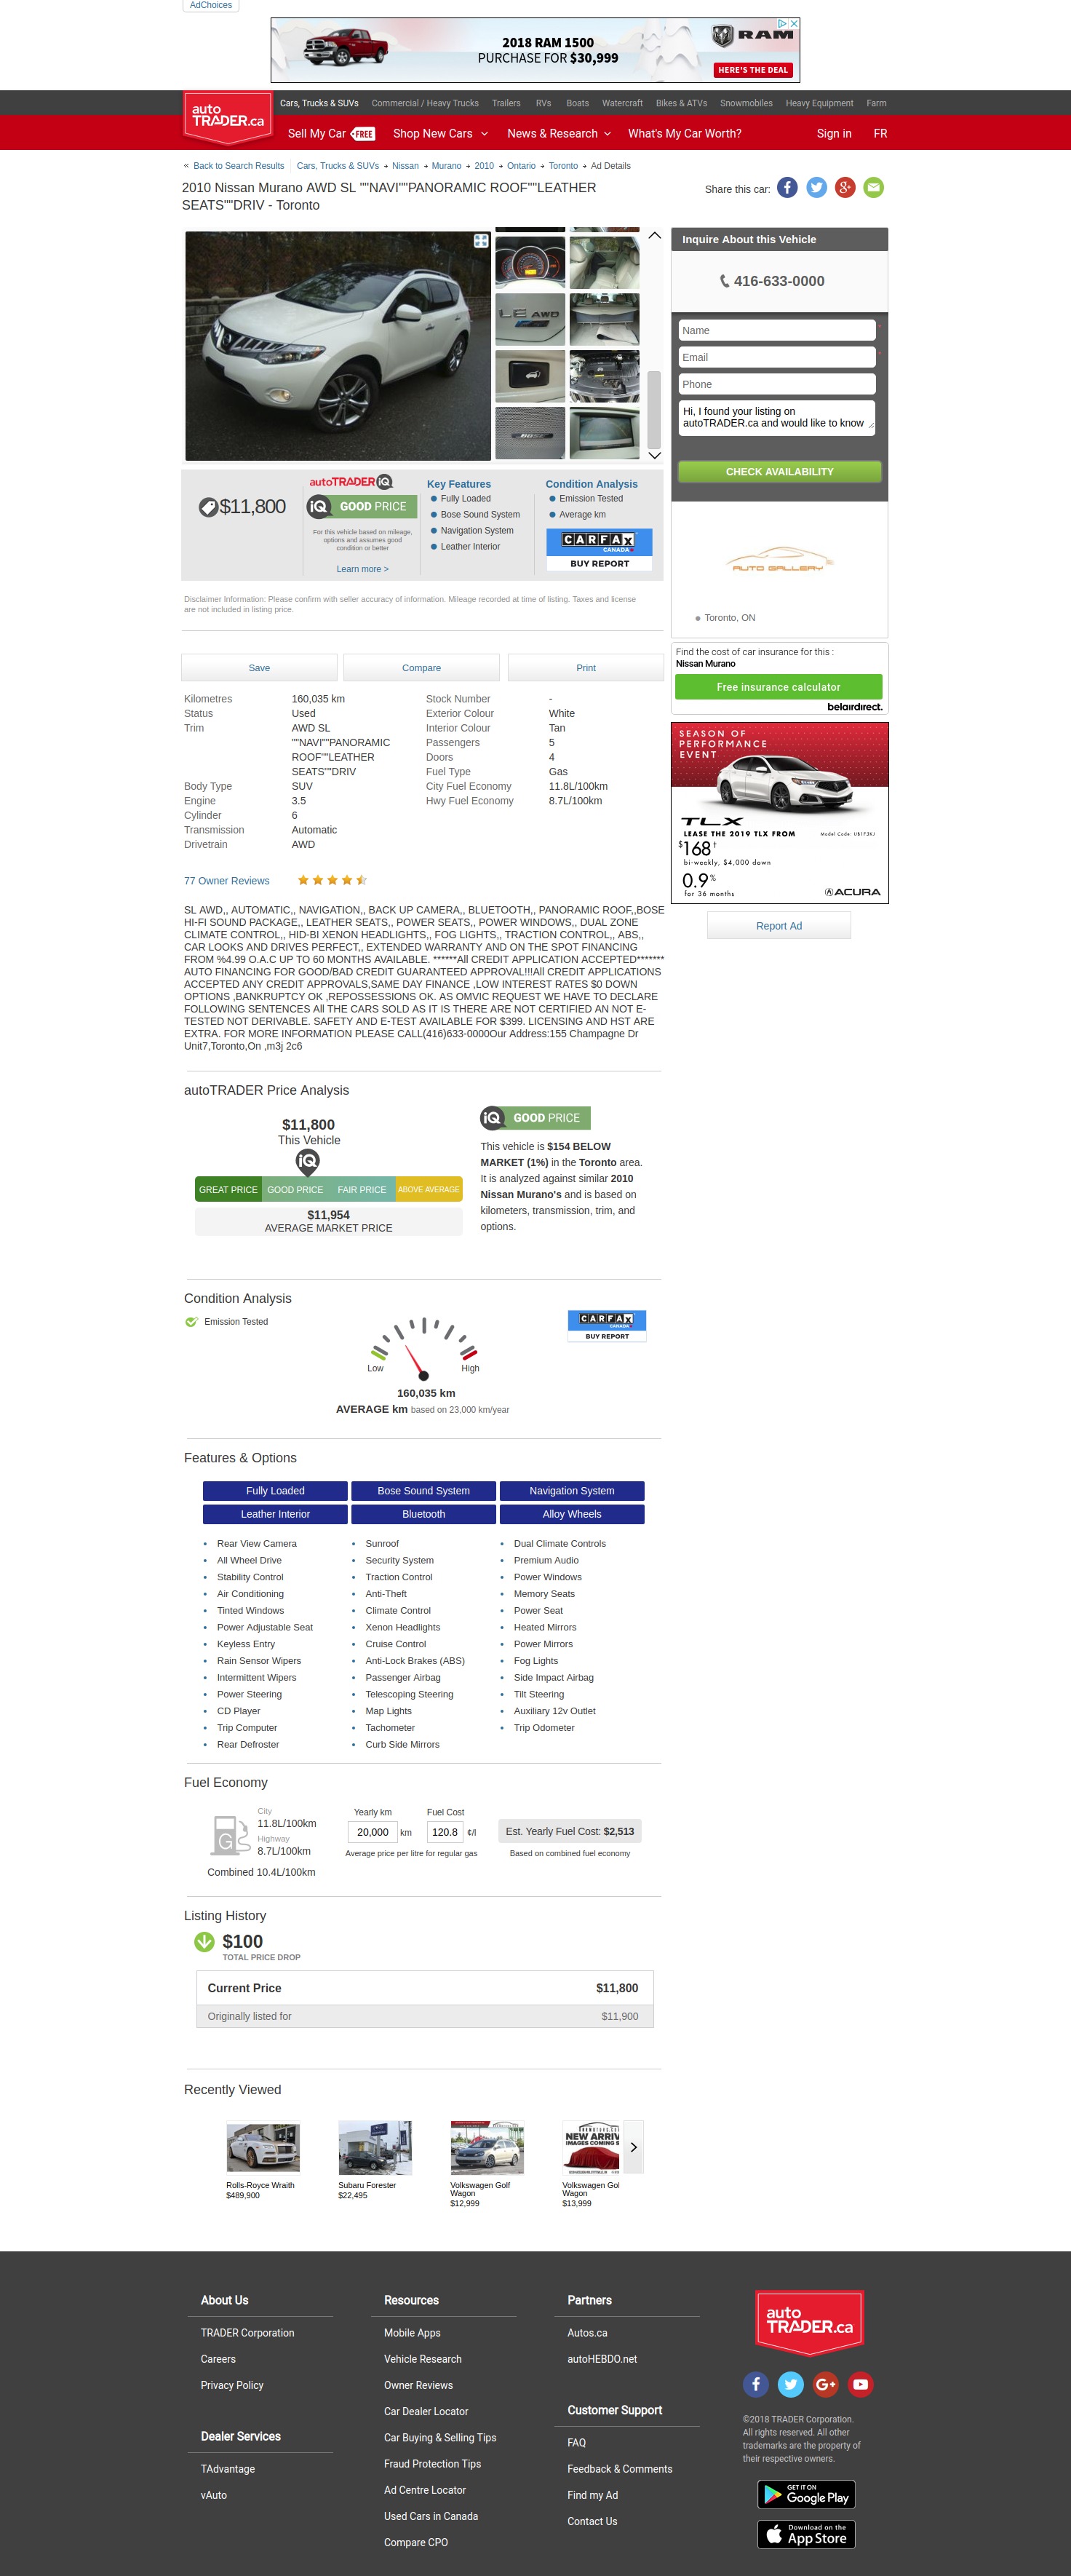 AdChoices
2018 RAM 1500
PURCHASE FOR $30,999
RAM
HERE'S THE DEAL
auto
TRADER.ca
Cars, Trucks & SUVs Commercial / Heavy Trucks Trailers RVs Boats Watercraft Bikes & ATVs Snowmobiles Heavy Equipment Farm
Sell My Car FREE Shop New Cars News & Research What's My Car Worth? Sign in FR
« Back to Search Results Cars, Trucks & SUVs Nissan Murano 2010 Ontario Toronto Ad Details
2010 Nissan Murano AWD SL ""NAVI""PANORAMIC ROOF""LEATHER
SEATS""DRIV - Toronto
Share this car:
LE AWD
BOSE
Inquire About this Vehicle
416-633-0000
Name *
Email *
Phone
Hi, I found your listing on
autoTRADER.ca and would like to know
CHECK AVAILABILITY
AUTO GALLERY
Toronto, ON
$11,800
autoTRADER iQ
iQ GOOD PRICE
For this vehicle based on mileage,
options and assumes good
condition or better
Learn more >
Key Features
Fully Loaded
Bose Sound System
Navigation System
Leather Interior
Condition Analysis
Emission Tested
Average km
CARFAX
CANADA
BUY REPORT
Disclaimer Information: Please confirm with seller accuracy of information. Mileage recorded at time of listing. Taxes and license
are not included in listing price.
Save Compare Print
Kilometres 160,035 km
Status Used
Trim AWD SL
""NAVI""PANORAMIC
ROOF""LEATHER
SEATS""DRIV
Body Type SUV
Engine 3.5
Cylinder 6
Transmission Automatic
Drivetrain AWD
Stock Number -
Exterior Colour White
Interior Colour Tan
Passengers 5
Doors 4
Fuel Type Gas
City Fuel Economy 11.8L/100km
Hwy Fuel Economy 8.7L/100km
Find the cost of car insurance for this :
Nissan Murano
Free insurance calculator
belairdirect.
SEASON OF
PERFORMANCE
EVENT
TLX
LEASE THE 2019 TLX FROM Model Code: UB1F3KJ
$168†
bi-weekly, $4,000 down
0.9%
for 36 months
ACURA
Report Ad
77 Owner Reviews
SL AWD,, AUTOMATIC,, NAVIGATION,, BACK UP CAMERA,, BLUETOOTH,, PANORAMIC ROOF,,BOSE
HI-FI SOUND PACKAGE,, LEATHER SEATS,, POWER SEATS,, POWER WINDOWS,, DUAL ZONE
CLIMATE CONTROL,, HID-BI XENON HEADLIGHTS,, FOG LIGHTS,, TRACTION CONTROL,, ABS,,
CAR LOOKS AND DRIVES PERFECT,, EXTENDED WARRANTY AND ON THE SPOT FINANCING
FROM %4.99 O.A.C UP TO 60 MONTHS AVAILABLE. ******All CREDIT APPLICATION ACCEPTED*******
AUTO FINANCING FOR GOOD/BAD CREDIT GUARANTEED APPROVAL!!!All CREDIT APPLICATIONS
ACCEPTED ANY CREDIT APPROVALS,SAME DAY FINANCE ,LOW INTEREST RATES $0 DOWN
OPTIONS ,BANKRUPTCY OK ,REPOSSESSIONS OK. AS OMVIC REQUEST WE HAVE TO DECLARE
FOLLOWING SENTENCES All THE CARS SOLD AS IT IS THERE ARE NOT CERTIFIED AN NOT E-
TESTED NOT DERIVABLE. SAFETY AND E-TEST AVAILABLE FOR $399. LICENSING AND HST ARE
EXTRA. FOR MORE INFORMATION PLEASE CALL(416)633-0000Our Address:155 Champagne Dr
Unit7,Toronto,On ,m3j 2c6
autoTRADER Price Analysis
$11,800
This Vehicle
iQ
GREAT PRICE GOOD PRICE FAIR PRICE ABOVE AVERAGE
$11,954
AVERAGE MARKET PRICE
iQ GOOD PRICE
This vehicle is $154 BELOW
MARKET (1%) in the Toronto area.
It is analyzed against similar 2010
Nissan Murano's and is based on
kilometers, transmission, trim, and
options.
Condition Analysis
Emission Tested
Low High
160,035 km
AVERAGE km based on 23,000 km/year
CARFAX
CANADA
BUY REPORT
Features & Options
Fully Loaded Bose Sound System Navigation System
Leather Interior Bluetooth Alloy Wheels
Rear View Camera Sunroof Dual Climate Controls
All Wheel Drive Security System Premium Audio
Stability Control Traction Control Power Windows
Air Conditioning Anti-Theft Memory Seats
Tinted Windows Climate Control Power Seat
Power Adjustable Seat Xenon Headlights Heated Mirrors
Keyless Entry Cruise Control Power Mirrors
Rain Sensor Wipers Anti-Lock Brakes (ABS) Fog Lights
Intermittent Wipers Passenger Airbag Side Impact Airbag
Power Steering Telescoping Steering Tilt Steering
CD Player Map Lights Auxiliary 12v Outlet
Trip Computer Tachometer Trip Odometer
Rear Defroster Curb Side Mirrors
Fuel Economy
G
City
11.8L/100km
Highway
8.7L/100km
Combined 10.4L/100km
Yearly km Fuel Cost
20,000 km 120.8 ¢/l
Average price per litre for regular gas
Est. Yearly Fuel Cost: $2,513
Based on combined fuel economy
Listing History
$100
TOTAL PRICE DROP
Current Price $11,800
Originally listed for $11,900
Recently Viewed
NEW ARRIV
IMAGES COMING S
Rolls-Royce Wraith
$489,900
Subaru Forester
$22,495
Volkswagen Golf
Wagon
$12,999
Volkswagen Gol
Wagon
$13,999
About Us
TRADER Corporation
Careers
Privacy Policy
Dealer Services
TAdvantage
vAuto
Resources
Mobile Apps
Vehicle Research
Owner Reviews
Car Dealer Locator
Car Buying & Selling Tips
Fraud Protection Tips
Ad Centre Locator
Used Cars in Canada
Compare CPO
Partners
Autos.ca
autoHEBDO.net
Customer Support
FAQ
Feedback & Comments
Find my Ad
Contact Us
auto
TRADER.ca
©2018 TRADER Corporation.
All rights reserved. All other
trademarks are the property of
their respective owners.
GET IT ON
Google Play
Download on the
App Store